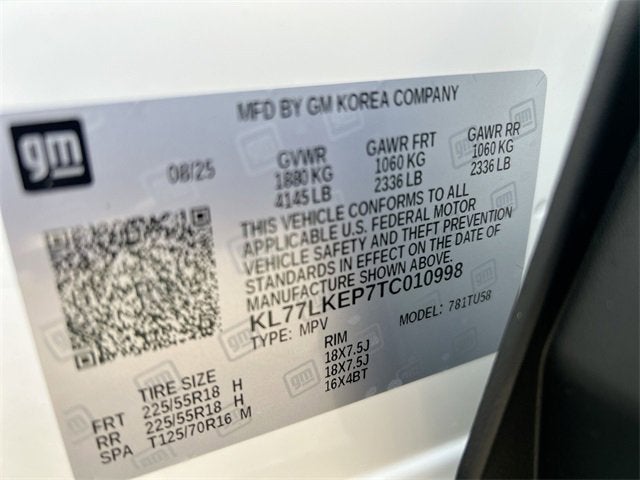 MFD BY GM KOREA COMPANY
gm
08/25
GVWR
1880 KG
4145 LB
GAWR FRT
1060 KG
2336 LB
GAWR RR
1060 KG
2336 LB
THIS VEHICLE CONFORMS TO ALL
APPLICABLE U.S. FEDERAL MOTOR
VEHICLE SAFETY AND THEFT PREVENTION
STANDARDS IN EFFECT ON THE DATE OF
MANUFACTURE SHOWN ABOVE.
KL77LKEP7TC010998
TYPE: MPV
MODEL: 781TU58
TIRE SIZE
RIM
FRT 225/55R18 H 18X7.5J
RR 225/55R18 H 18X7.5J
SPA T125/70R16 M 16X4BT